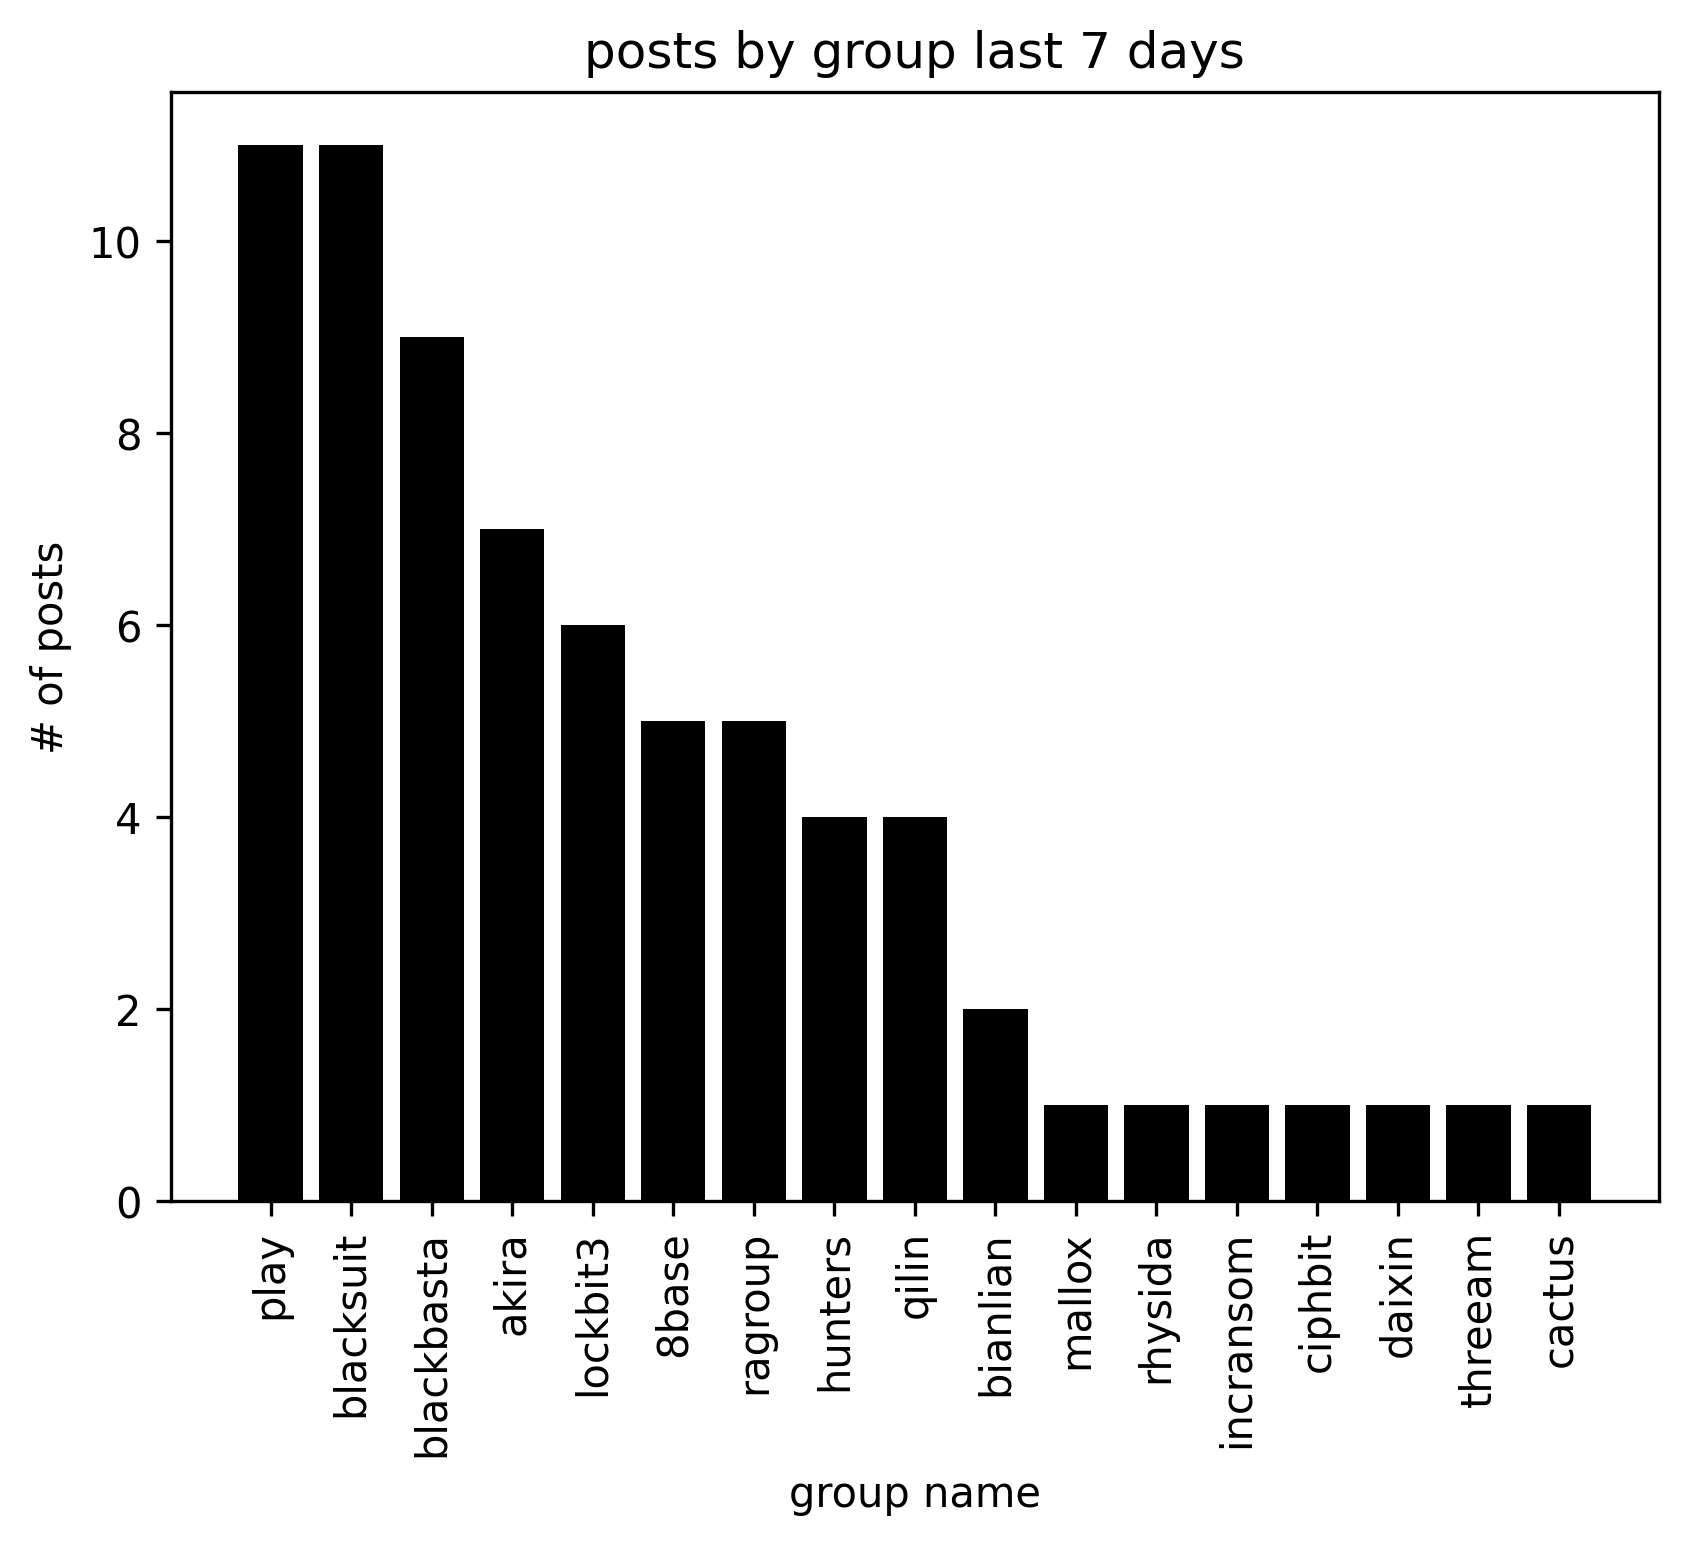 posts by group last 7 days
# of posts
10
8
6
4
2
0
play
blacksuit
blackbasta
akira
lockbit3
8base
ragroup
hunters
qilin
bianlian
mallox
rhysida
incransom
ciphbit
daixin
threeam
cactus
group name